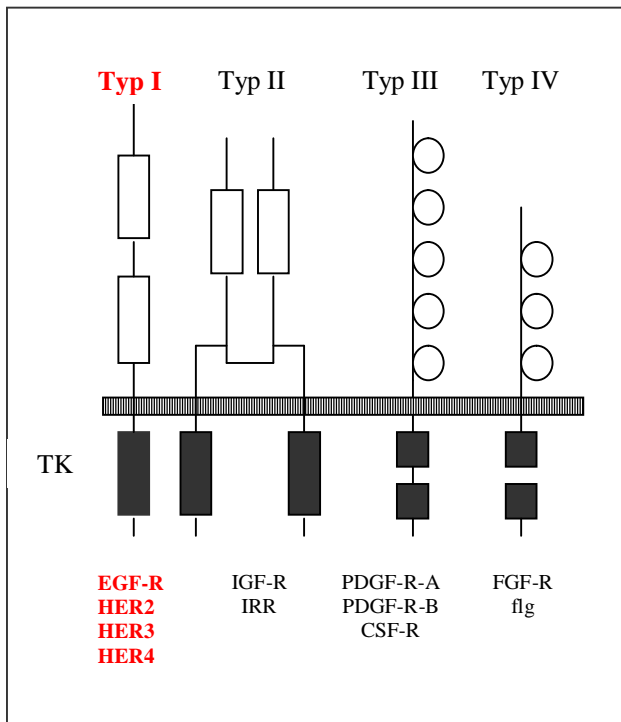 Typ I Typ II Typ III Typ IV
TK
EGF-R IGF-R PDGF-R-A FGF-R
HER2 IRR PDGF-R-B flg
HER3 CSF-R
HER4